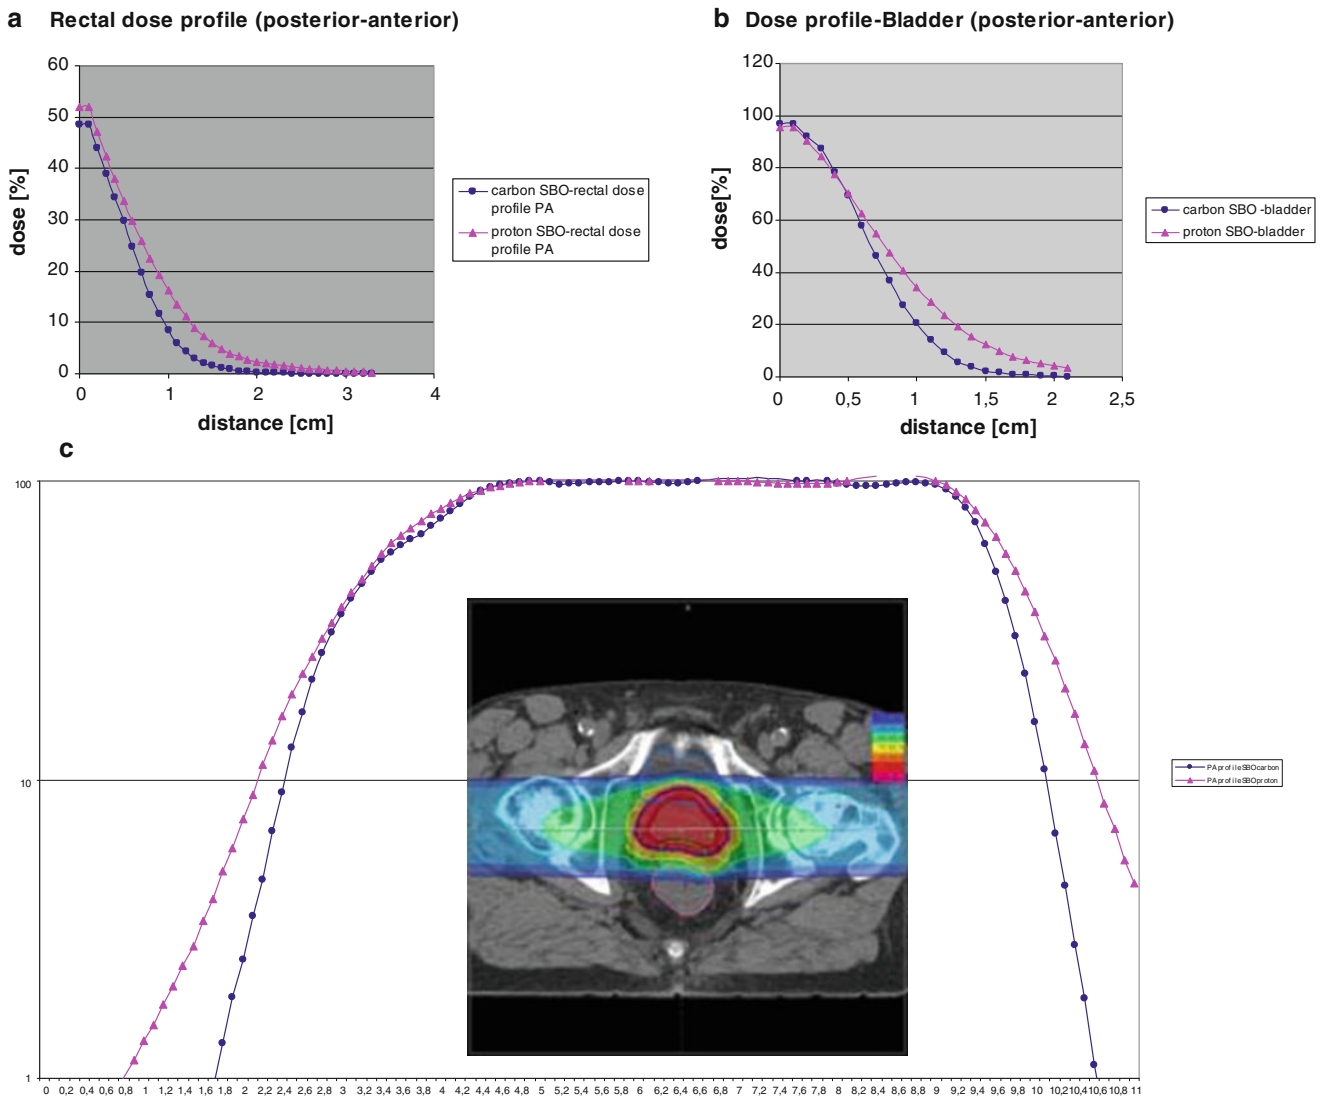 a Rectal dose profile (posterior-anterior)
60
50
40
30
20
10
0
0 1 2 3 4
dose [%]
distance [cm]
carbon SBO-rectal dose
profile PA
proton SBO-rectal dose
profile PA
b Dose profile-Bladder (posterior-anterior)
120
100
80
60
40
20
0
0 0,5 1 1,5 2 2,5
dose[%]
distance [cm]
carbon SBO -bladder
proton SBO-bladder
c
100
10
1
0 0,2 0,4 0,6 0,8 1 1,2 1,4 1,6 1,8 2 2,2 2,4 2,6 2,8 3 3,2 3,4 3,6 3,8 4 4,2 4,4 4,6 4,8 5 5,2 5,4 5,6 5,8 6 6,2 6,4 6,6 6,8 7 7,2 7,4 7,6 7,8 8 8,2 8,4 8,6 8,8 9 9,2 9,4 9,6 9,8 10 10,2 10,4 10,6 10,8 11
PAprofileSBOcarbon
PAprofileSBOproton